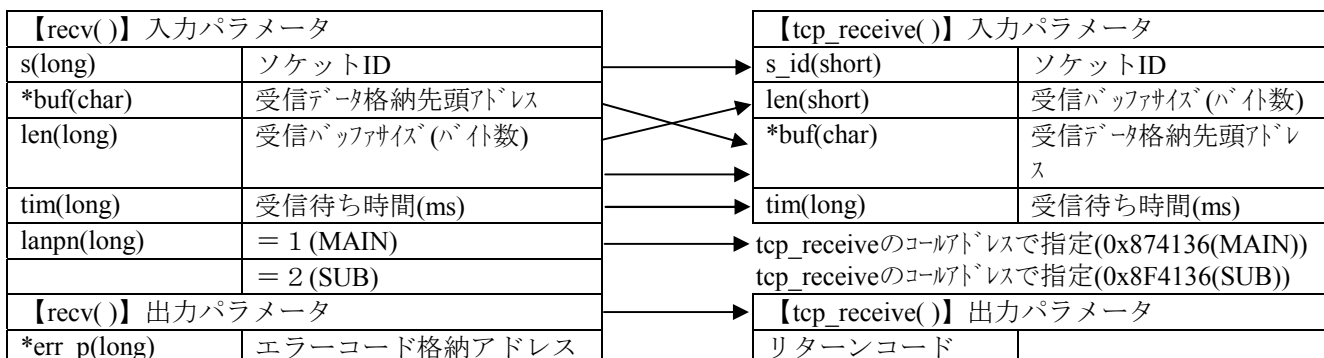 【recv( )】入力パラメータ
s(long) ソケットID
*buf(char) 受信ﾃﾞｰﾀ格納先頭ｱﾄﾞﾚｽ
len(long) 受信ﾊﾞｯﾌｧｻｲｽﾞ(ﾊﾞｲﾄ数)
tim(long) 受信待ち時間(ms)
lanpn(long) ＝１(MAIN)
＝２(SUB)
【recv( )】出力パラメータ
*err_p(long) エラーコード格納アドレス
【tcp_receive( )】入力パラメータ
s_id(short) ソケットID
len(short) 受信ﾊﾞｯﾌｧｻｲｽﾞ(ﾊﾞｲﾄ数)
*buf(char) 受信ﾃﾞｰﾀ格納先頭ｱﾄﾞﾚ
ｽ
tim(long) 受信待ち時間(ms)
tcp_receiveのｺｰﾙｱﾄﾞﾚｽで指定(0x874136(MAIN))
tcp_receiveのｺｰﾙｱﾄﾞﾚｽで指定(0x8F4136(SUB))
【tcp_receive( )】出力パラメータ
リターンコード